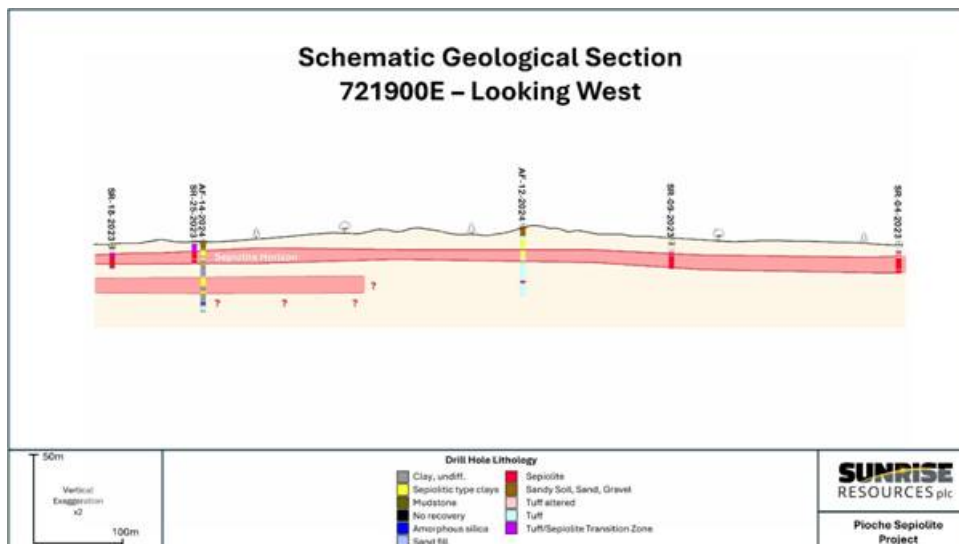 Schematic Geological Section
721900E – Looking West
SR-18-2023
SR-25-2023
AF-14-2024
AF-12-2024
SR-09-2023
SR-04-2023
Sepiolite Horizon
?
? ? ?
50m
Vertical
Exaggeration
x2
100m
Drill Hole Lithology
Clay, undiff.
Sepiolitic type clays
Mudstone
No recovery
Amorphous silica
Sand fill
Sepiolite
Sandy Soil, Sand, Gravel
Tuff altered
Tuff
Tuff/Sepiolite Transition Zone
SUNRISE
RESOURCES plc
Pioche Sepiolite
Project